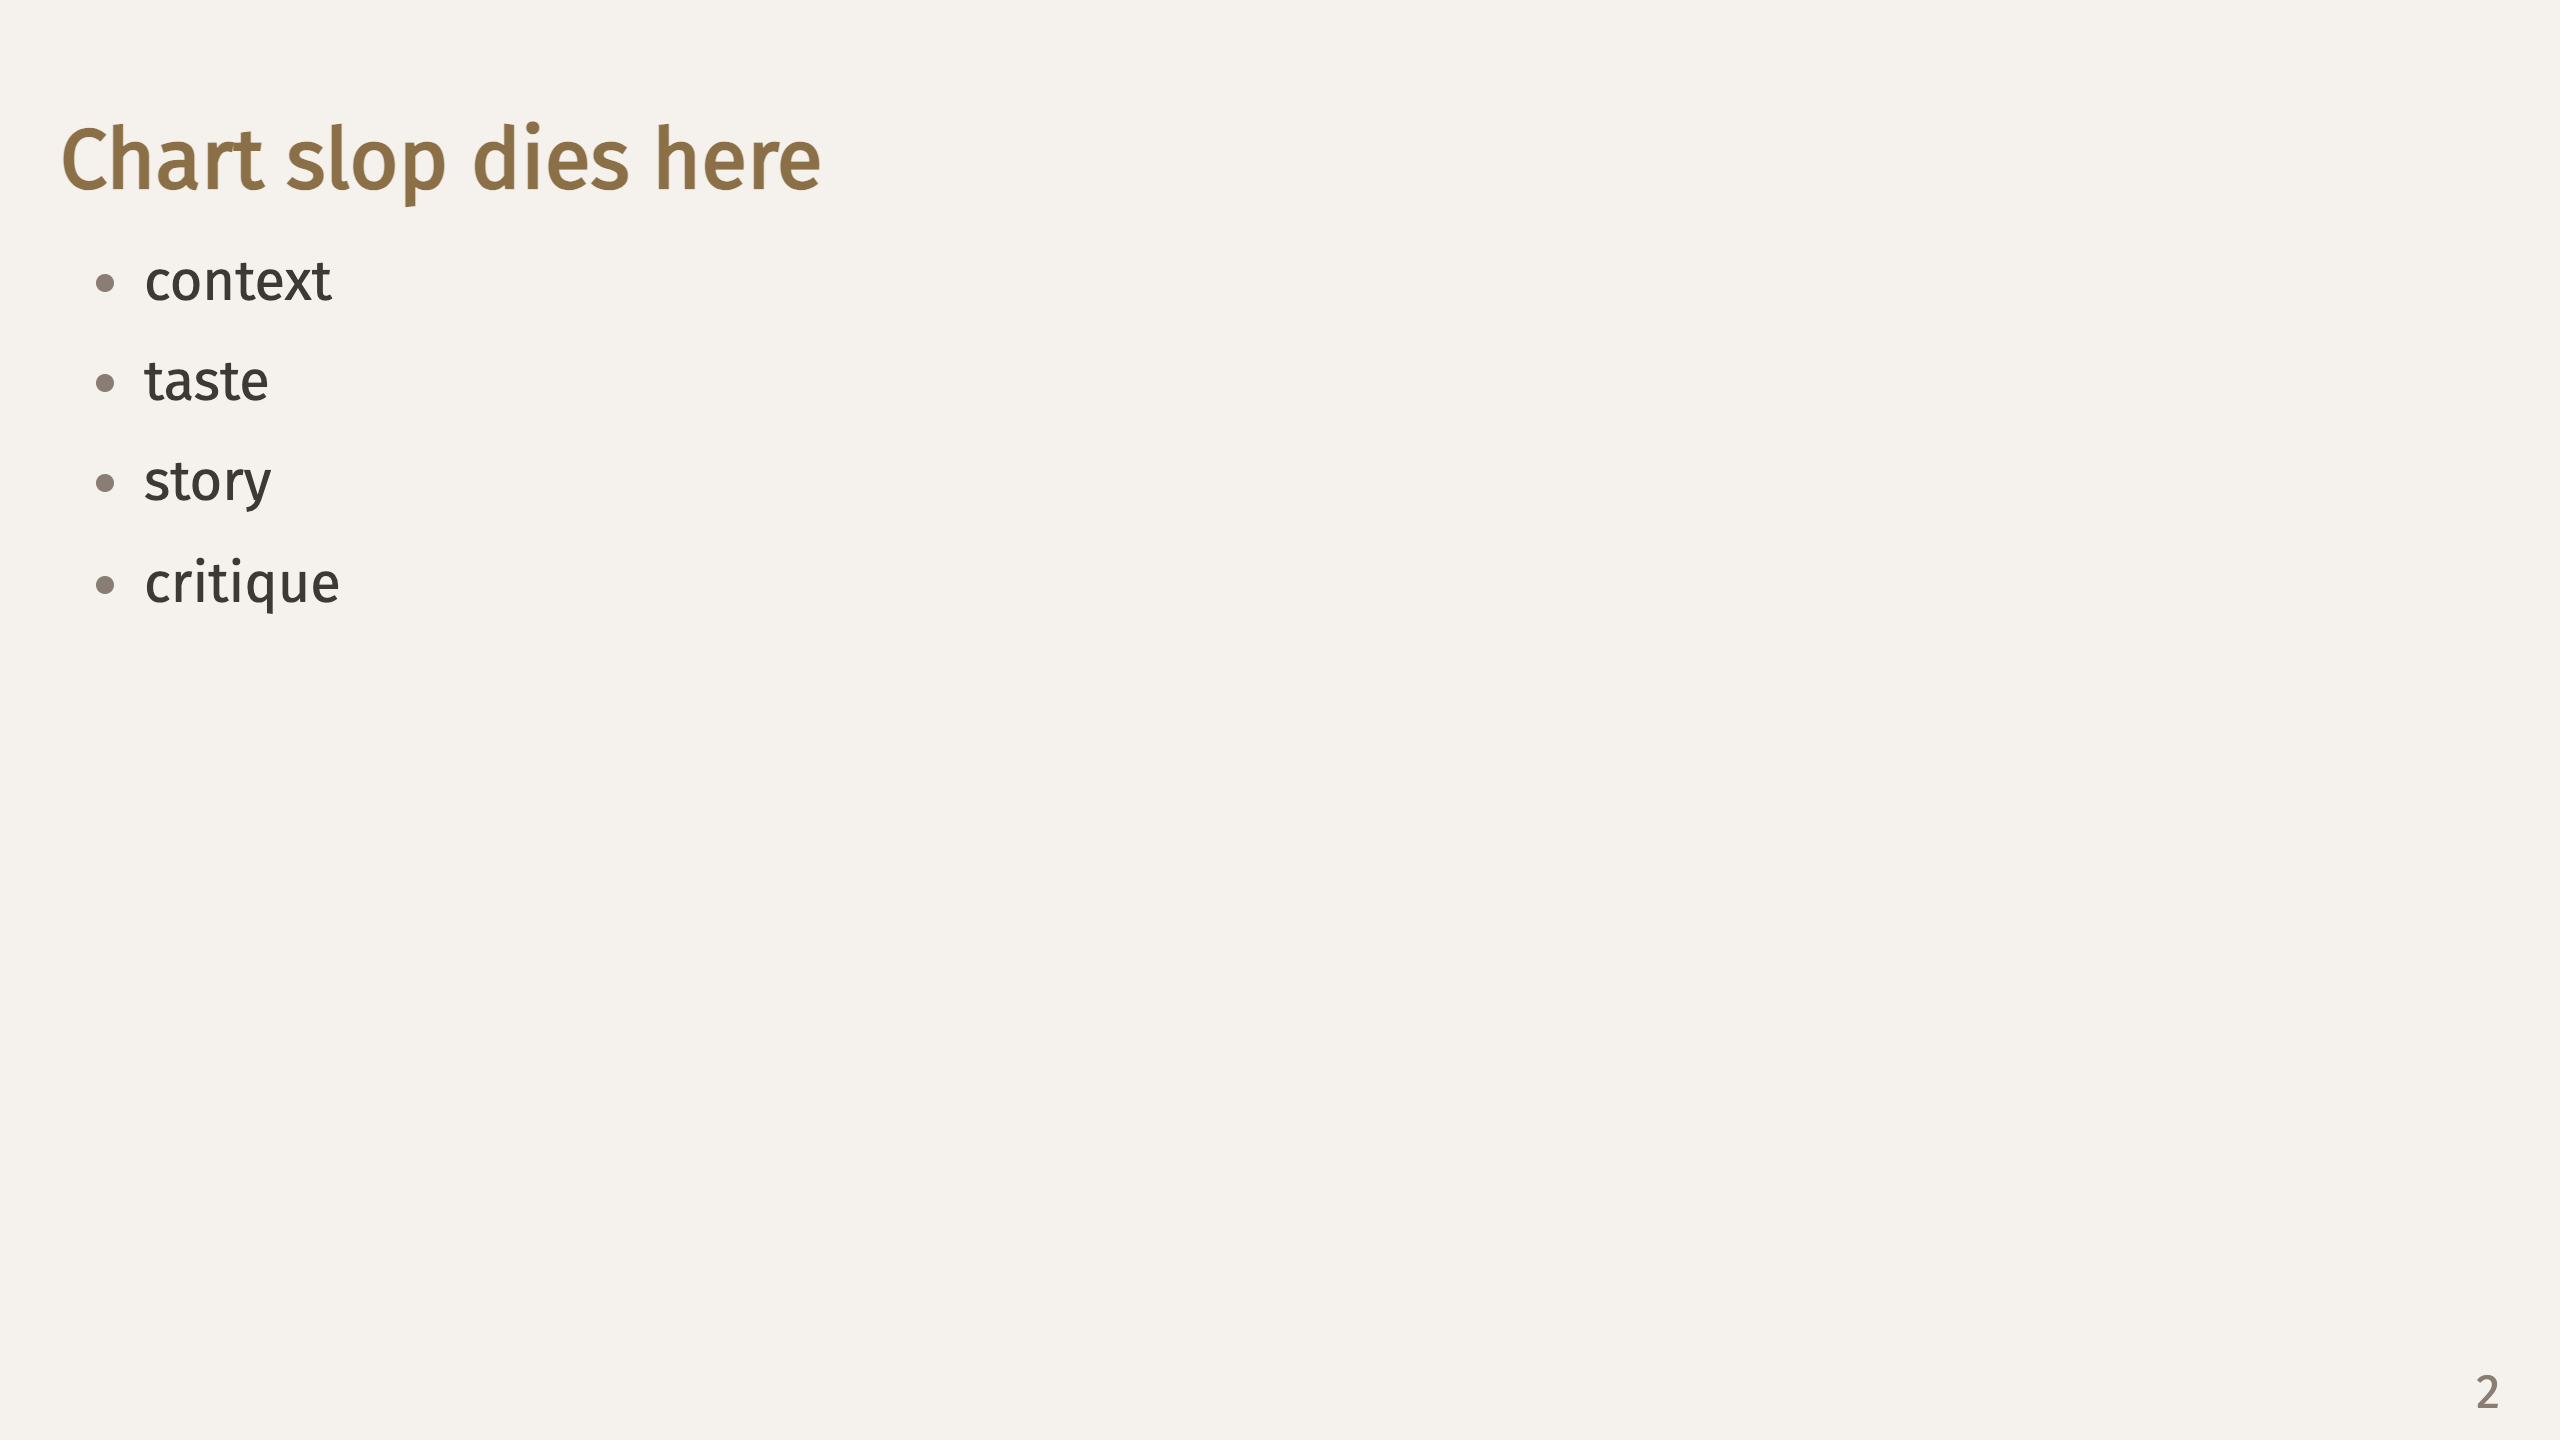 Chart slop dies here
context
taste
story
critique
2